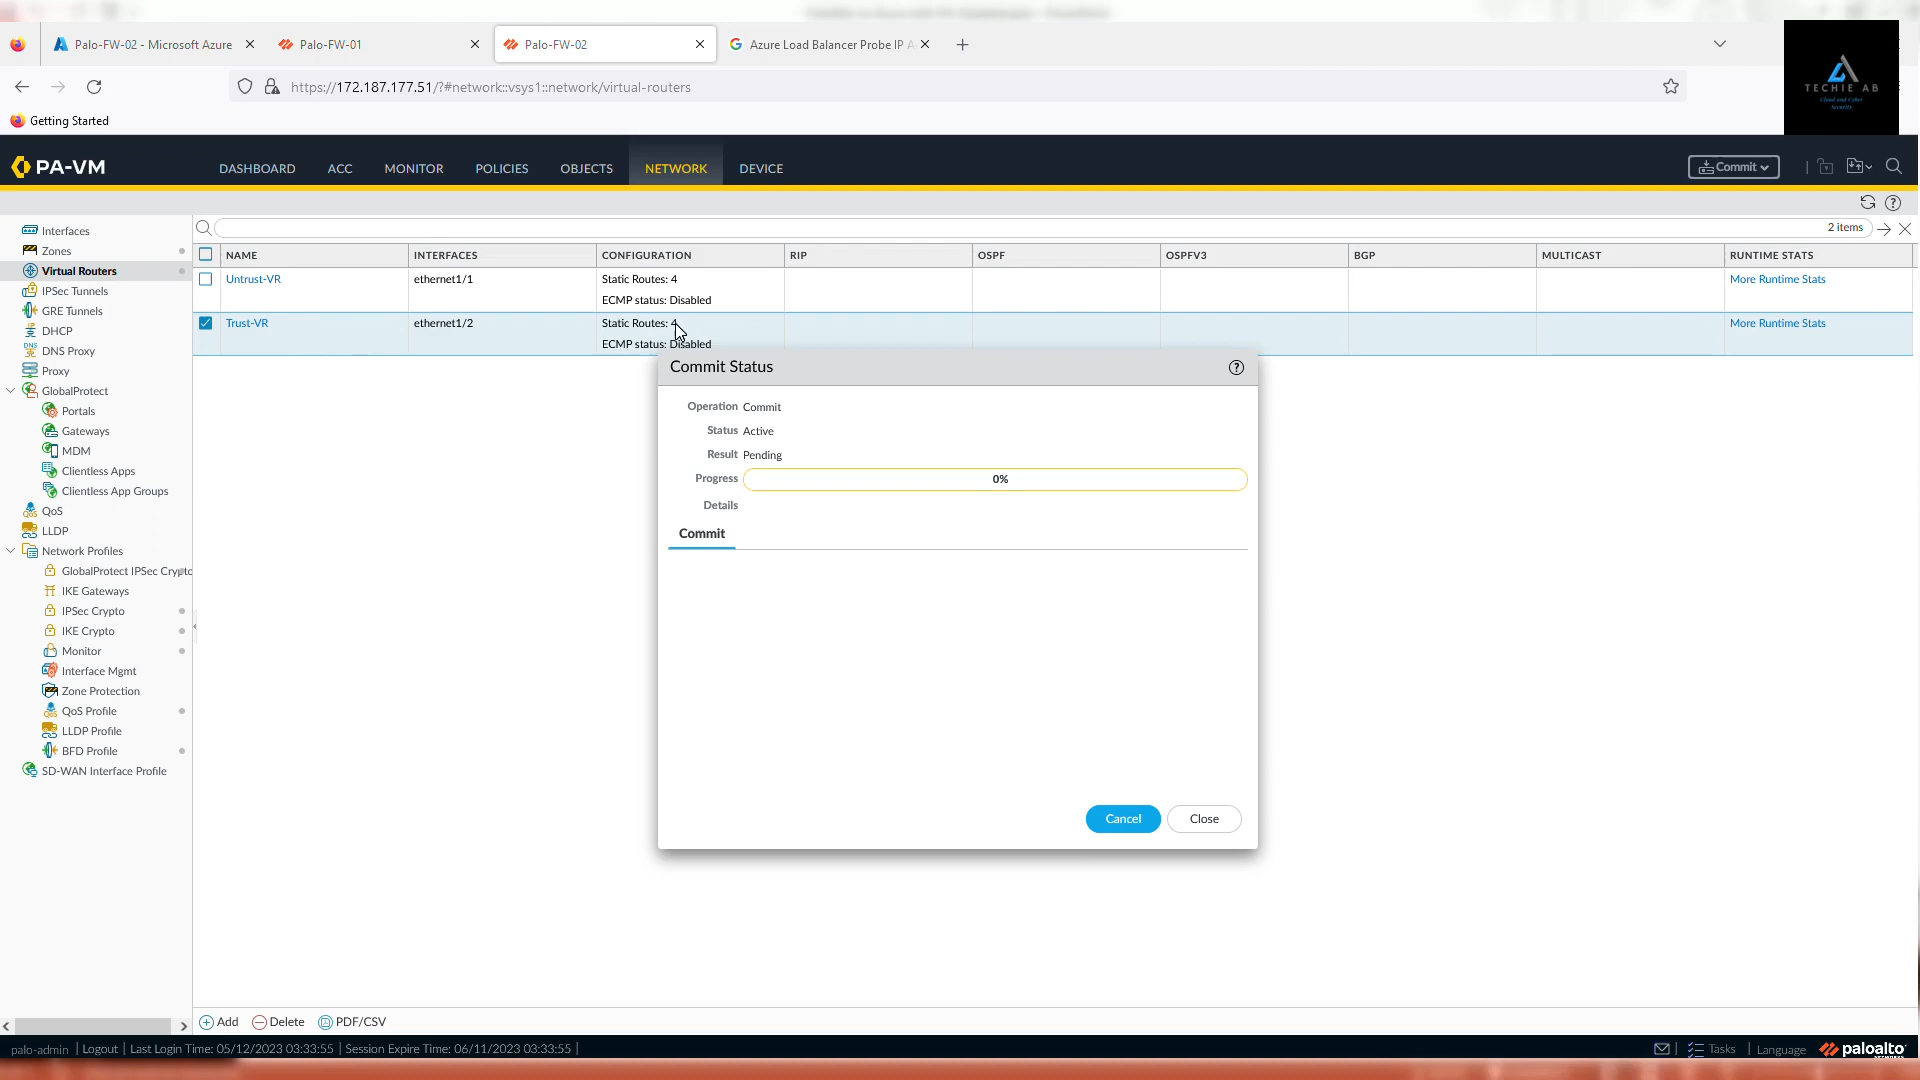 Palo-FW-02 - Microsoft Azure
Palo-FW-01
Palo-FW-02
Azure Load Balancer Probe IP A
https://172.187.177.51/?#network::vsys1::network/virtual-routers
TECHIE AB
Cloud and Cyber
Security
Getting Started
PA-VM
DASHBOARD ACC MONITOR POLICIES OBJECTS NETWORK DEVICE
Commit
2 items
Interfaces
Zones
Virtual Routers
IPSec Tunnels
GRE Tunnels
DHCP
DNS Proxy
Proxy
GlobalProtect
Portals
Gateways
MDM
Clientless Apps
Clientless App Groups
QoS
LLDP
Network Profiles
GlobalProtect IPSec Crypto
IKE Gateways
IPSec Crypto
IKE Crypto
Monitor
Interface Mgmt
Zone Protection
QoS Profile
LLDP Profile
BFD Profile
SD-WAN Interface Profile
NAME INTERFACES CONFIGURATION RIP OSPF OSPFV3 BGP MULTICAST RUNTIME STATS
Untrust-VR ethernet1/1 Static Routes: 4 More Runtime Stats
ECMP status: Disabled
Trust-VR ethernet1/2 Static Routes: 4 More Runtime Stats
ECMP status: Disabled
Commit Status
Operation Commit
Status Active
Result Pending
Progress 0%
Details
Commit
Cancel Close
Add Delete PDF/CSV
palo-admin | Logout | Last Login Time: 05/12/2023 03:33:55 | Session Expire Time: 06/11/2023 03:33:55 |
Tasks | Language paloalto
NETWORKS